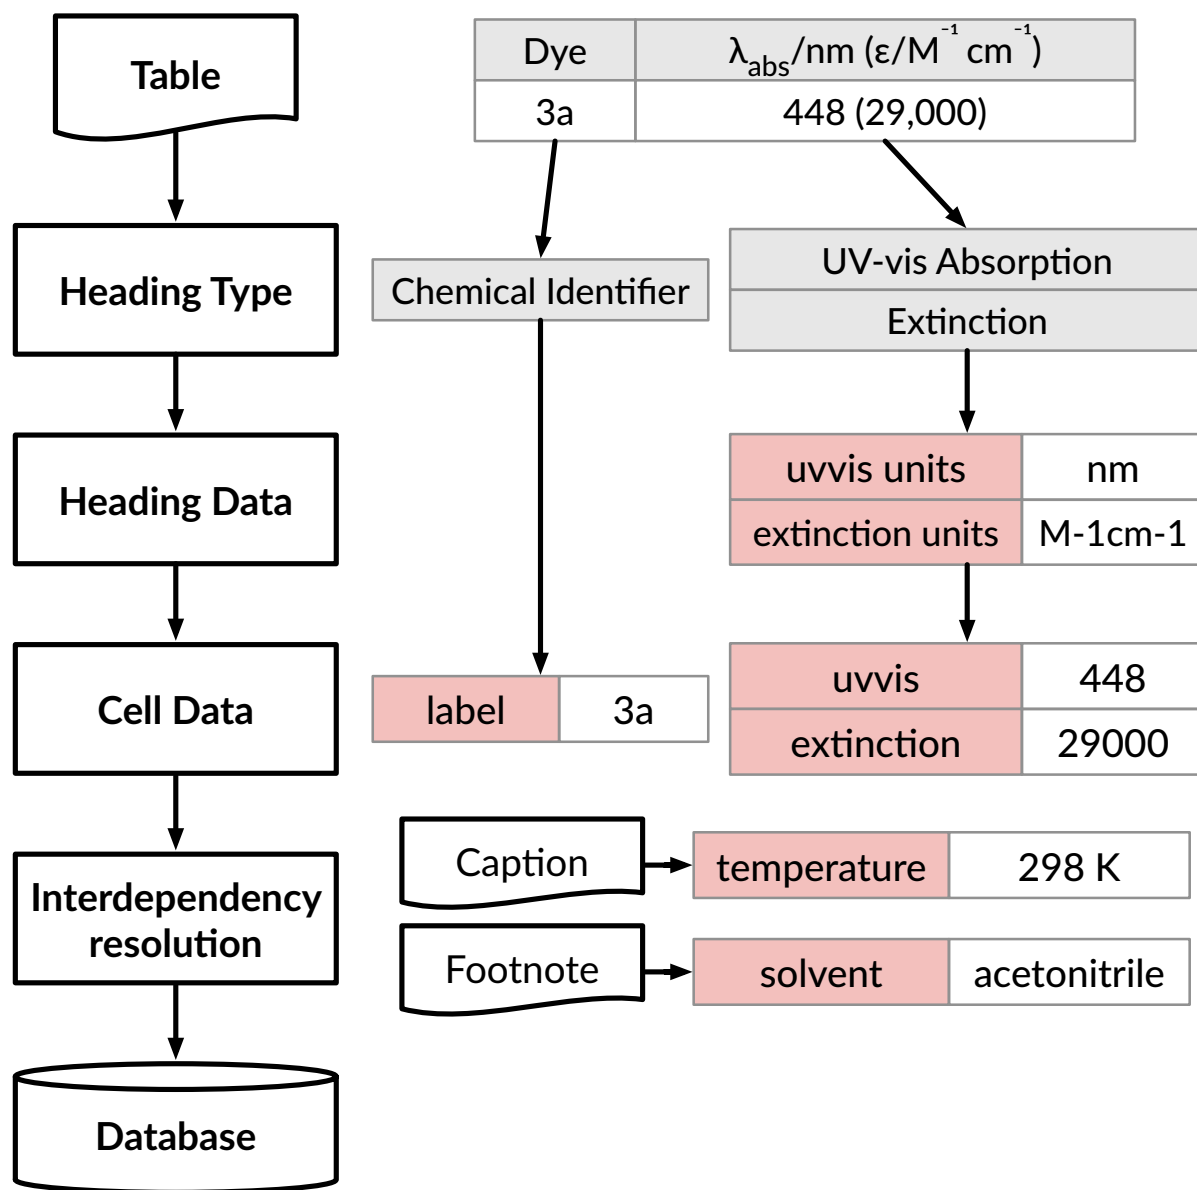 Table
Dye
λabs/nm (ε/M⁻¹ cm⁻¹)
3a
448 (29,000)
Heading Type
Chemical Identifier
UV-vis Absorption
Extinction
Heading Data
uvvis units
nm
extinction units
M-1cm-1
Cell Data
label
3a
uvvis
448
extinction
29000
Interdependency
resolution
Caption
temperature
298 K
Footnote
solvent
acetonitrile
Database